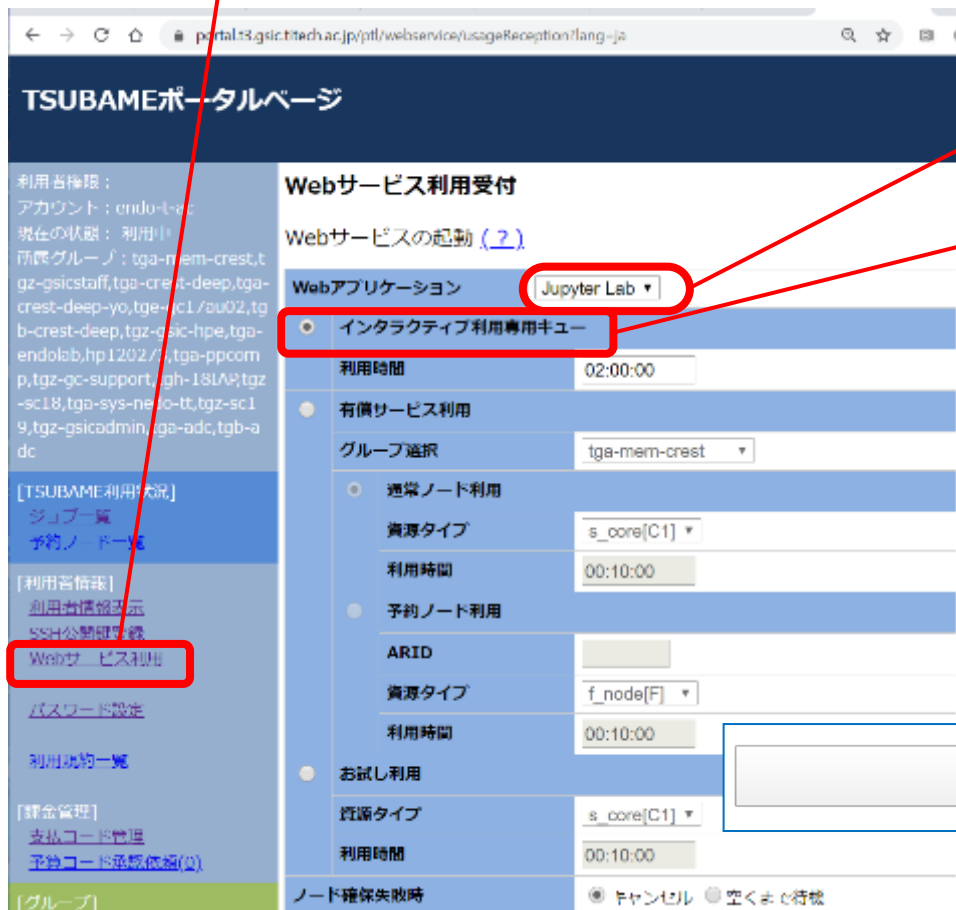 portal.t3.gsic.titech.ac.jp/ptl/webservice/usageReception?lang=ja
TSUBAMEポータルページ
利用者権限：
アカウント：endo-t-ac
現在の状態： 利用中
所属グループ：tga-mem-crest,t
gz-gsicstaff,tga-crest-deep,tga-
crest-deep-yo,tge-
b-crest-deep,tgz-gsic-hpe,tga-
endolab,tga-ppcom
p,tgz-gc-support,tgz
-sc18,tga-sys-nedo-tt,tgz-sc1
9,tgz-gsicadmin,tga-adc,tgb-a
dc
[TSUBAME利用状況]
ジョブ一覧
予約ノード一覧
[利用者情報]
利用者情報表示
SSH公開鍵登録
Webサービス利用
パスワード設定
利用規約一覧
[課金管理]
支払コード管理
予算コード承認依頼(0)
[グループ]
Webサービス利用受付
Webサービスの起動 (？)
Webアプリケーション Jupyter Lab
インタラクティブ利用専用キュー
利用時間 02:00:00
有償サービス利用
グループ選択 tga-mem-crest
通常ノード利用
資源タイプ s_core[C1]
利用時間 00:10:00
予約ノード利用
ARID
資源タイプ f_node[F]
利用時間 00:10:00
お試し利用
資源タイプ s_core[C1]
利用時間 00:10:00
ノード確保失敗時 キャンセル 空くまで待機